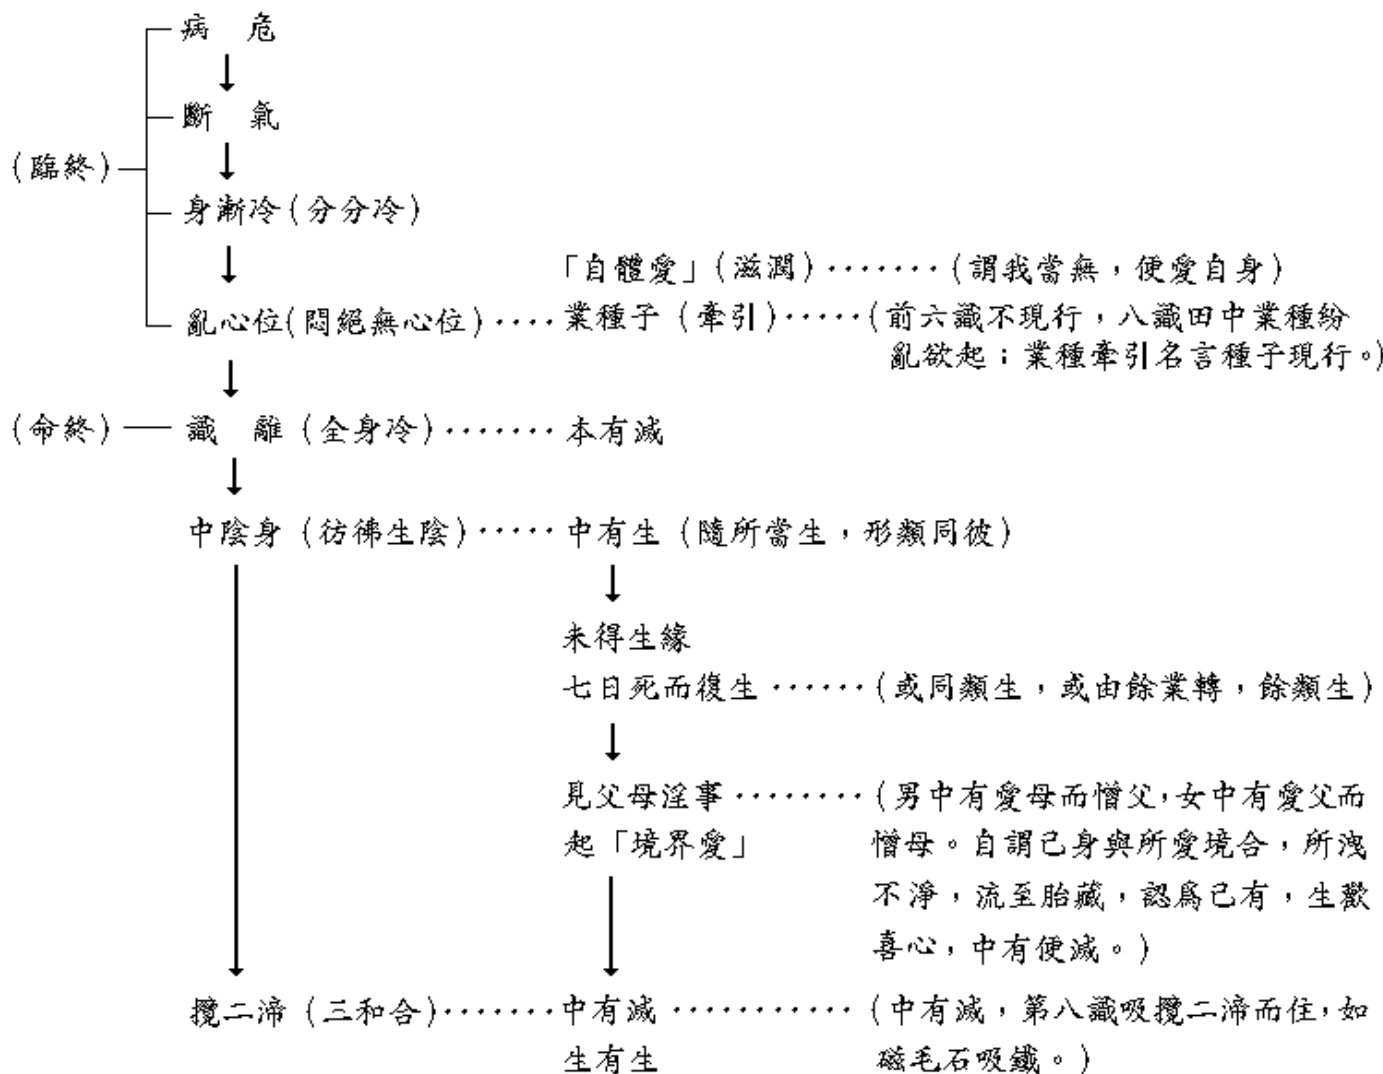 病 危
斷 氣
(臨終)
身漸冷(分分冷)
「自體愛」(滋潤)·······(謂我當無,便愛自身)
亂心位(悶絕無心位)····業種子(牽引)·····(前六識不現行,八識田中業種紛
亂欲起;業種牽引名言種子現行。)
(命終) 識 離(全身冷)·······本有滅
中陰身(彷彿生陰)·····中有生(隨所當生,形類同彼)
未得生緣
七日死而復生······(或同類生,或由餘業轉,餘類生)
見父母淫事········(男中有愛母而憎父,女中有愛父而
起「境界愛」 憎母。自謂己身與所愛境合,所洩
不淨,流至胎藏,認為己有,生歡
喜心,中有便滅。)
攬二渧(三和合)·······中有滅···········(中有滅,第八識吸攬二渧而住,如
生有生 磁毛石吸鐵。)